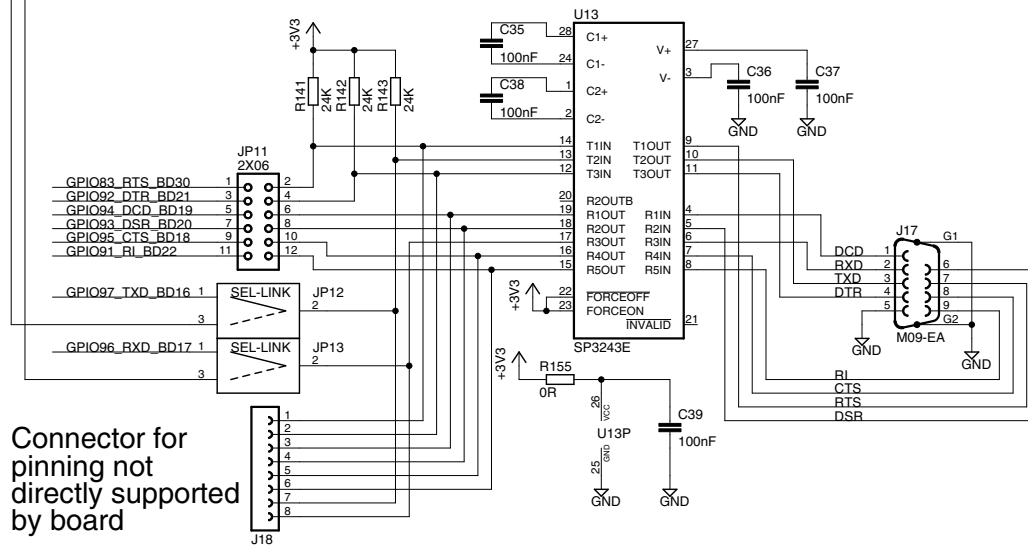 U13
+3V3
C35
100nF
28
C1+
24
C1-
C38
100nF
1
C2+
2
C2-
V+
27
V-
3
C36
100nF
C37
100nF
GND
GND
R141
24K
R142
24K
R143
24K
14
T1IN
T1OUT
9
13
T2IN
T2OUT
10
12
T3IN
T3OUT
11
20
R2OUTB
19
R1OUT
R1IN
4
18
R2OUT
R2IN
5
17
R3OUT
R3IN
6
16
R4OUT
R4IN
7
15
R5OUT
R5IN
8
22
FORCEOFF
23
FORCEON
INVALID
21
SP3243E
+3V3
JP11
2X06
GPIO83_RTS_BD30
1
2
GPIO92_DTR_BD21
3
4
GPIO94_DCD_BD19
5
6
GPIO93_DSR_BD20
7
8
GPIO95_CTS_BD18
9
10
GPIO91_RI_BD22
11
12
GPIO97_TXD_BD16
1
SEL-LINK
JP12
2
3
GPIO96_RXD_BD17
1
SEL-LINK
JP13
2
3
J17
G1
DCD
1
RXD
2
6
TXD
3
7
DTR
4
8
5
9
G2
M09-EA
GND
GND
RI
CTS
RTS
DSR
+3V3
R155
0R
26
VCC
U13P
25
GND
C39
100nF
GND
GND
Connector for
pinning not
directly supported
by board
1
2
3
4
5
6
7
8
J18